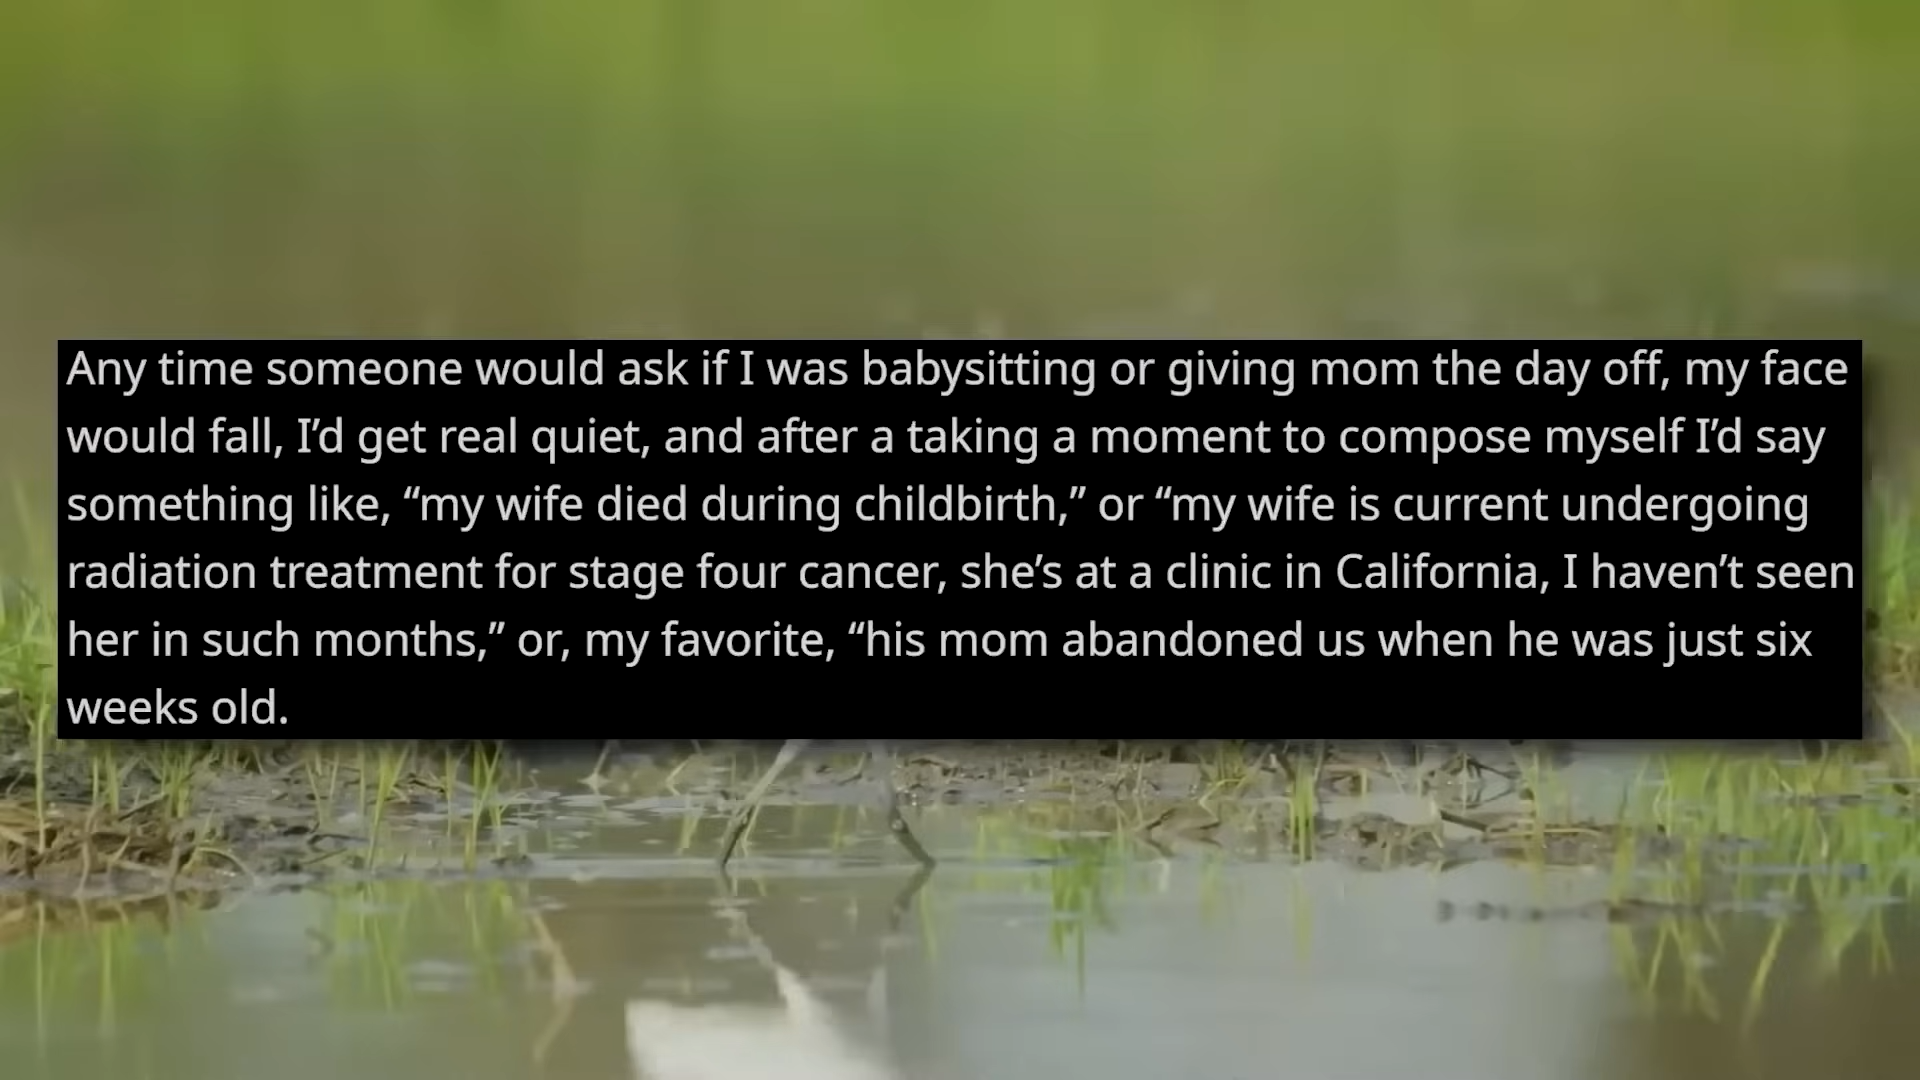 Any time someone would ask if I was babysitting or giving mom the day off, my face
would fall, I’d get real quiet, and after a taking a moment to compose myself I’d say
something like, “my wife died during childbirth,” or “my wife is current undergoing
radiation treatment for stage four cancer, she’s at a clinic in California, I haven’t seen
her in such months,” or, my favorite, “his mom abandoned us when he was just six
weeks old.